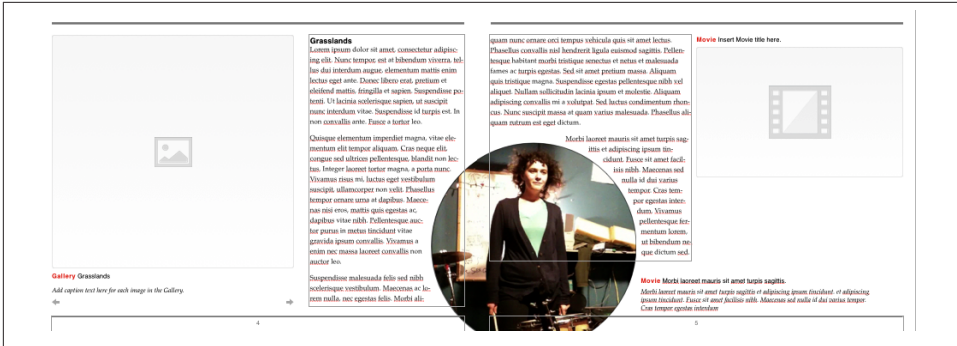 Grasslands
Lorem ipsum dolor sit amet, consectetur adipisc-
ing elit. Nunc tempor, est at bibendum viverra, tel-
lus dui interdum augue, elementum mattis enim
lectus eget ante. Donec libero erat, pretium et
eleifend mattis, fringilla et sapien. Suspendisse po-
tenti. Ut lacinia scelerisque sapien, ut suscipit
nunc interdum vitae. Suspendisse id turpis est. In
non convallis ante. Fusce a tortor leo.
Quisque elementum imperdiet magna, vitae ele-
mentum elit tempor aliquam. Cras neque elit,
congue sed ultrices pellentesque, blandit non lec-
tus. Integer laoreet tortor magna, a porta nunc.
Vivamus risus mi, luctus eget vestibulum
suscipit, ullamcorper non velit. Phasellus
tempor ornare urna at dapibus. Maece-
nas nisi eros, mattis quis egestas ac,
dapibus vitae nibh. Pellentesque auc-
tor purus in metus tincidunt vitae
gravida ipsum convallis. Vivamus a
enim nec massa laoreet convallis non
auctor leo.
Suspendisse malesuada felis sed nibh
scelerisque vestibulum. Maecenas ac lo-
rem nulla, nec egestas felis. Morbi ali-
Gallery Grasslands
Add caption text here for each image in the Gallery.
4
quam nunc ornare orci tempus vehicula quis sit amet lectus.
Phasellus convallis nisl hendrerit ligula euismod sagittis. Pellen-
tesque habitant morbi tristique senectus et netus et malesuada
fames ac turpis egestas. Sed sit amet pretium massa. Aliquam
quis tristique magna. Suspendisse egestas pellentesque nibh vel
aliquet. Nullam sollicitudin lacinia ipsum et molestie. Aliquam
adipiscing convallis mi a volutpat. Sed luctus condimentum rhon-
cus. Nunc suscipit massa at quam varius malesuada. Phasellus ali-
quam rutrum est eget dictum.
Morbi laoreet mauris sit amet turpis sag-
ittis et adipiscing ipsum tin-
cidunt. Fusce sit amet facil-
isis nibh. Maecenas sed
nulla id dui varius
tempor. Cras tem-
por egestas inter-
dum. Vivamus
pellentesque fer-
mentum lorem,
ut bibendum ne-
que dictum sed.
Movie Insert Movie title here.
Movie Morbi laoreet mauris sit amet turpis sagittis.
Morbi laoreet mauris sit amet turpis sagittis et adipiscing ipsum tincidunt. et adipiscing
ipsum tincidunt. Fusce sit amet facilisis nibh. Maecenas sed nulla id dui varius tempor.
Cras tempor egestas interdum
5